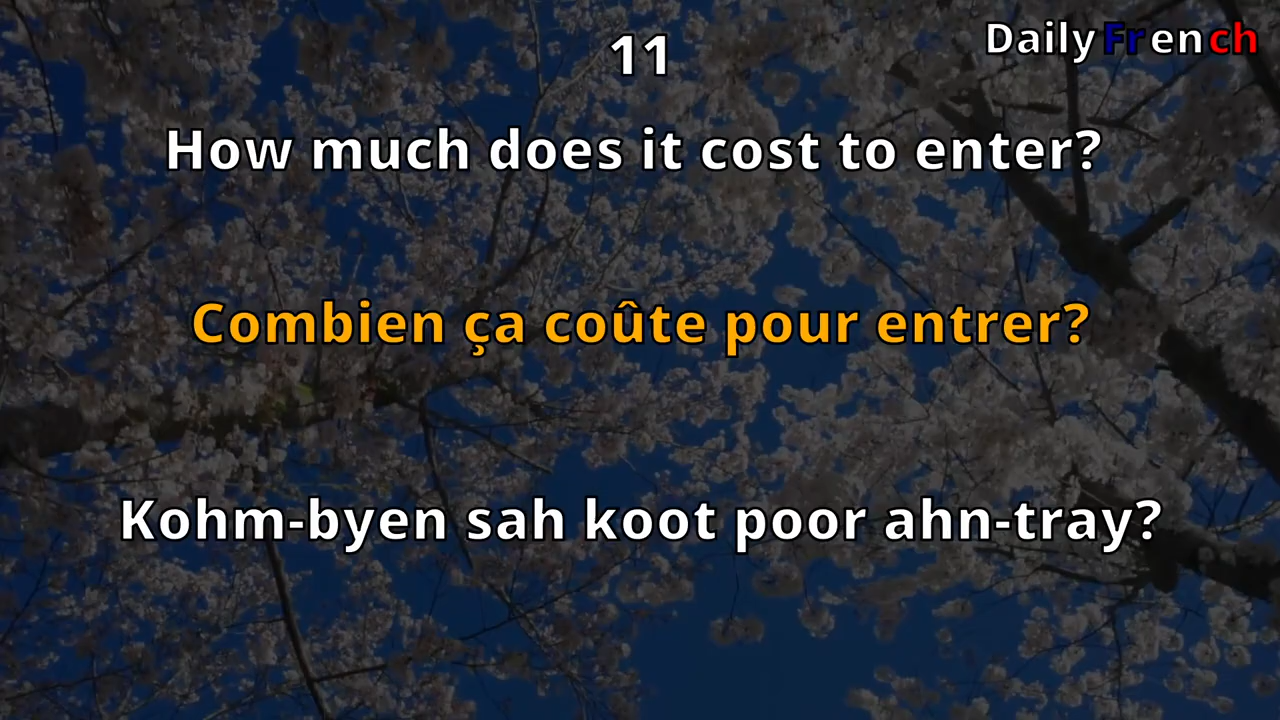 Daily French
11
How much does it cost to enter?
Combien ça coûte pour entrer?
Kohm-byen sah koot poor ahn-tray?